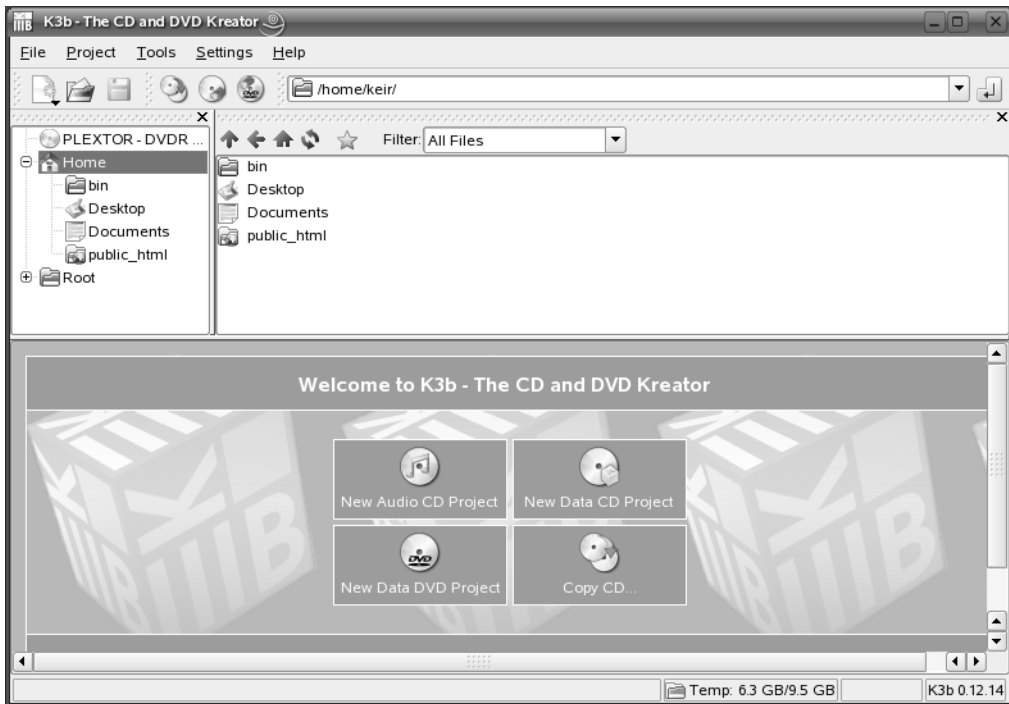 K3b - The CD and DVD Kreator
File Project Tools Settings Help
/home/keir/
PLEXTOR - DVDR ...
Filter: All Files
Home
bin
Desktop
Documents
public_html
Root
bin
Desktop
Documents
public_html
Welcome to K3b - The CD and DVD Kreator
New Audio CD Project
New Data CD Project
DVD
New Data DVD Project
Copy CD...
Temp: 6.3 GB/9.5 GB
K3b 0.12.14